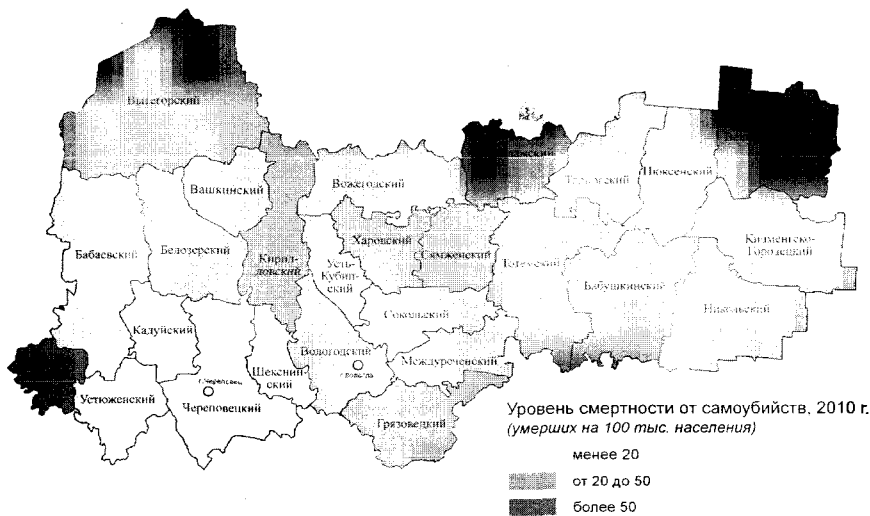 Вытегорский
Вашкинский
Вожегодский
Нюксенский
Бабаевский
Белозерский
Кирил-
ловский
Харовский
Сямженский
Усть-
Кубин-
ский
Тотемский
Бабушкинский
Кичменгско-
Городецкий
Никольский
Сокольский
Кадуйский
Вологодский
Междуреченский
Шекснин-
ский
г. Череповец
г. Вологда
Устюженский
Череповецкий
Грязовецкий
Уровень смертности от самоубийств, 2010 г.
(умерших на 100 тыс. населения)
менее 20
от 20 до 50
более 50